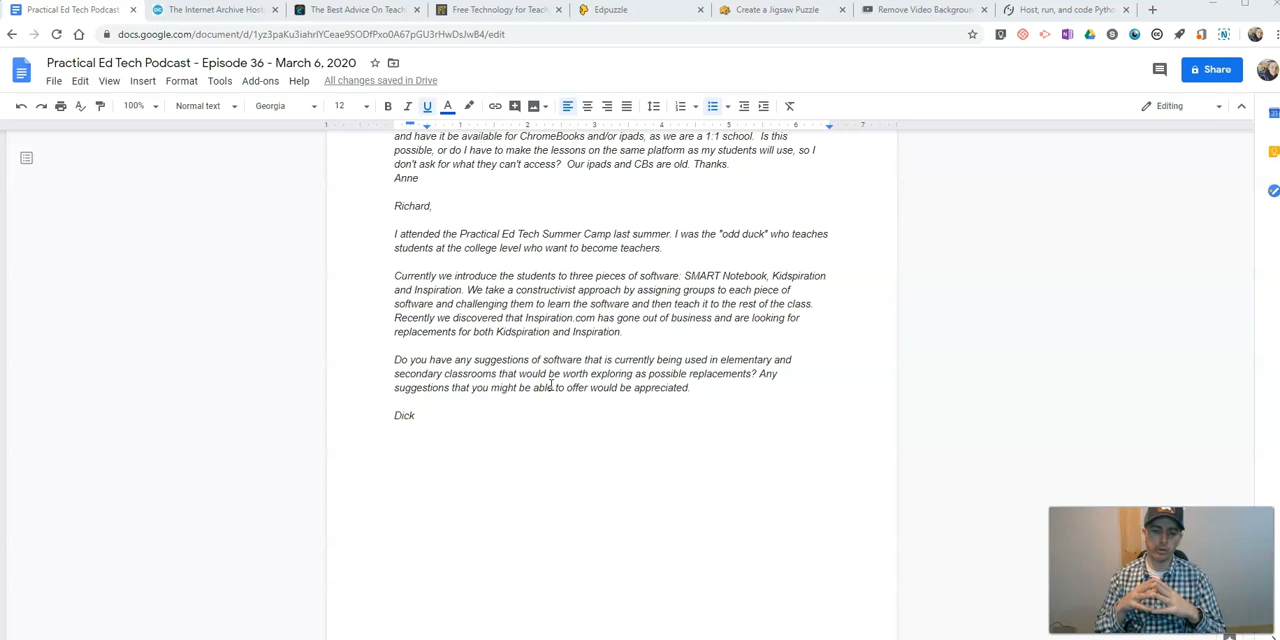 Practical Ed Tech Podcast
The Internet Archive Host
The Best Advice On Teach
Free Technology for Teach
Edpuzzle
Create a Jigsaw Puzzle
Remove Video Backgroun
Host, run, and code Pytho
docs.google.com/document/d/1yz3paKu3iahrlYCeae9SODfPxo0A67pGU3rHwDsJw84/edit
Practical Ed Tech Podcast - Episode 36 - March 6, 2020
Share
File Edit View Insert Format Tools Add-ons Help All changes saved in Drive
100% Normal text Georgia 12 B I U A Editing
1 1 2 3 4 5 6 7
and have it be available for ChromeBooks and/or ipads, as we are a 1:1 school. Is this
possible, or do I have to make the lessons on the same platform as my students will use, so I
don't ask for what they can't access? Our ipads and CBs are old. Thanks.
Anne
Richard,
I attended the Practical Ed Tech Summer Camp last summer. I was the "odd duck" who teaches
students at the college level who want to become teachers.
Currently we introduce the students to three pieces of software: SMART Notebook, Kidspiration
and Inspiration. We take a constructivist approach by assigning groups to each piece of
software and challenging them to learn the software and then teach it to the rest of the class.
Recently we discovered that Inspiration.com has gone out of business and are looking for
replacements for both Kidspiration and Inspiration.
Do you have any suggestions of software that is currently being used in elementary and
secondary classrooms that would be worth exploring as possible replacements? Any
suggestions that you might be able to offer would be appreciated.
Dick